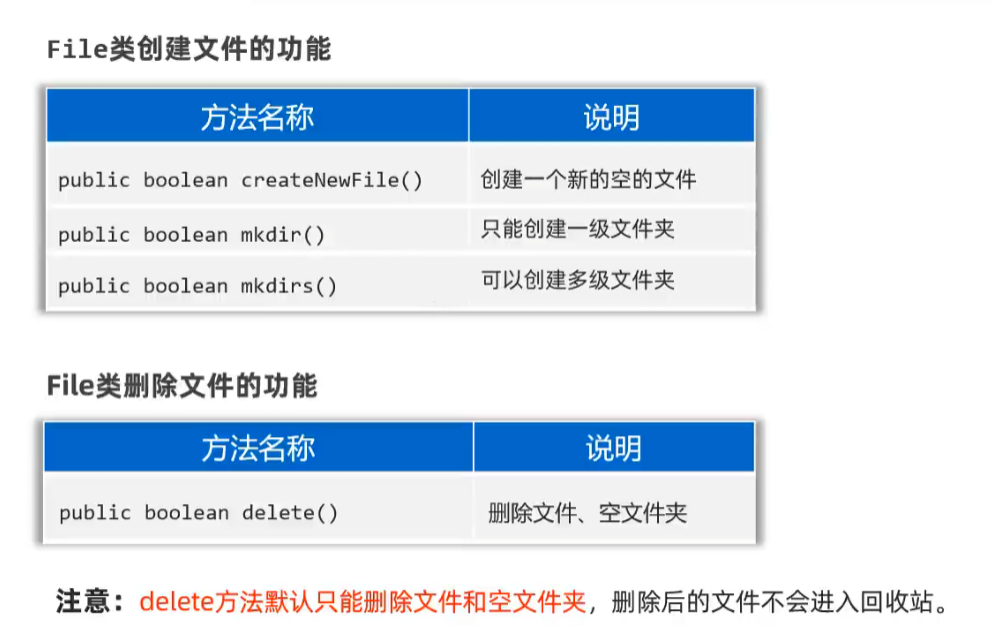 File类创建文件的功能
方法名称 说明
public boolean createNewFile() 创建一个新的空的文件
public boolean mkdir() 只能创建一级文件夹
public boolean mkdirs() 可以创建多级文件夹
File类删除文件的功能
方法名称 说明
public boolean delete() 删除文件、空文件夹
注意：delete方法默认只能删除文件和空文件夹，删除后的文件不会进入回收站。